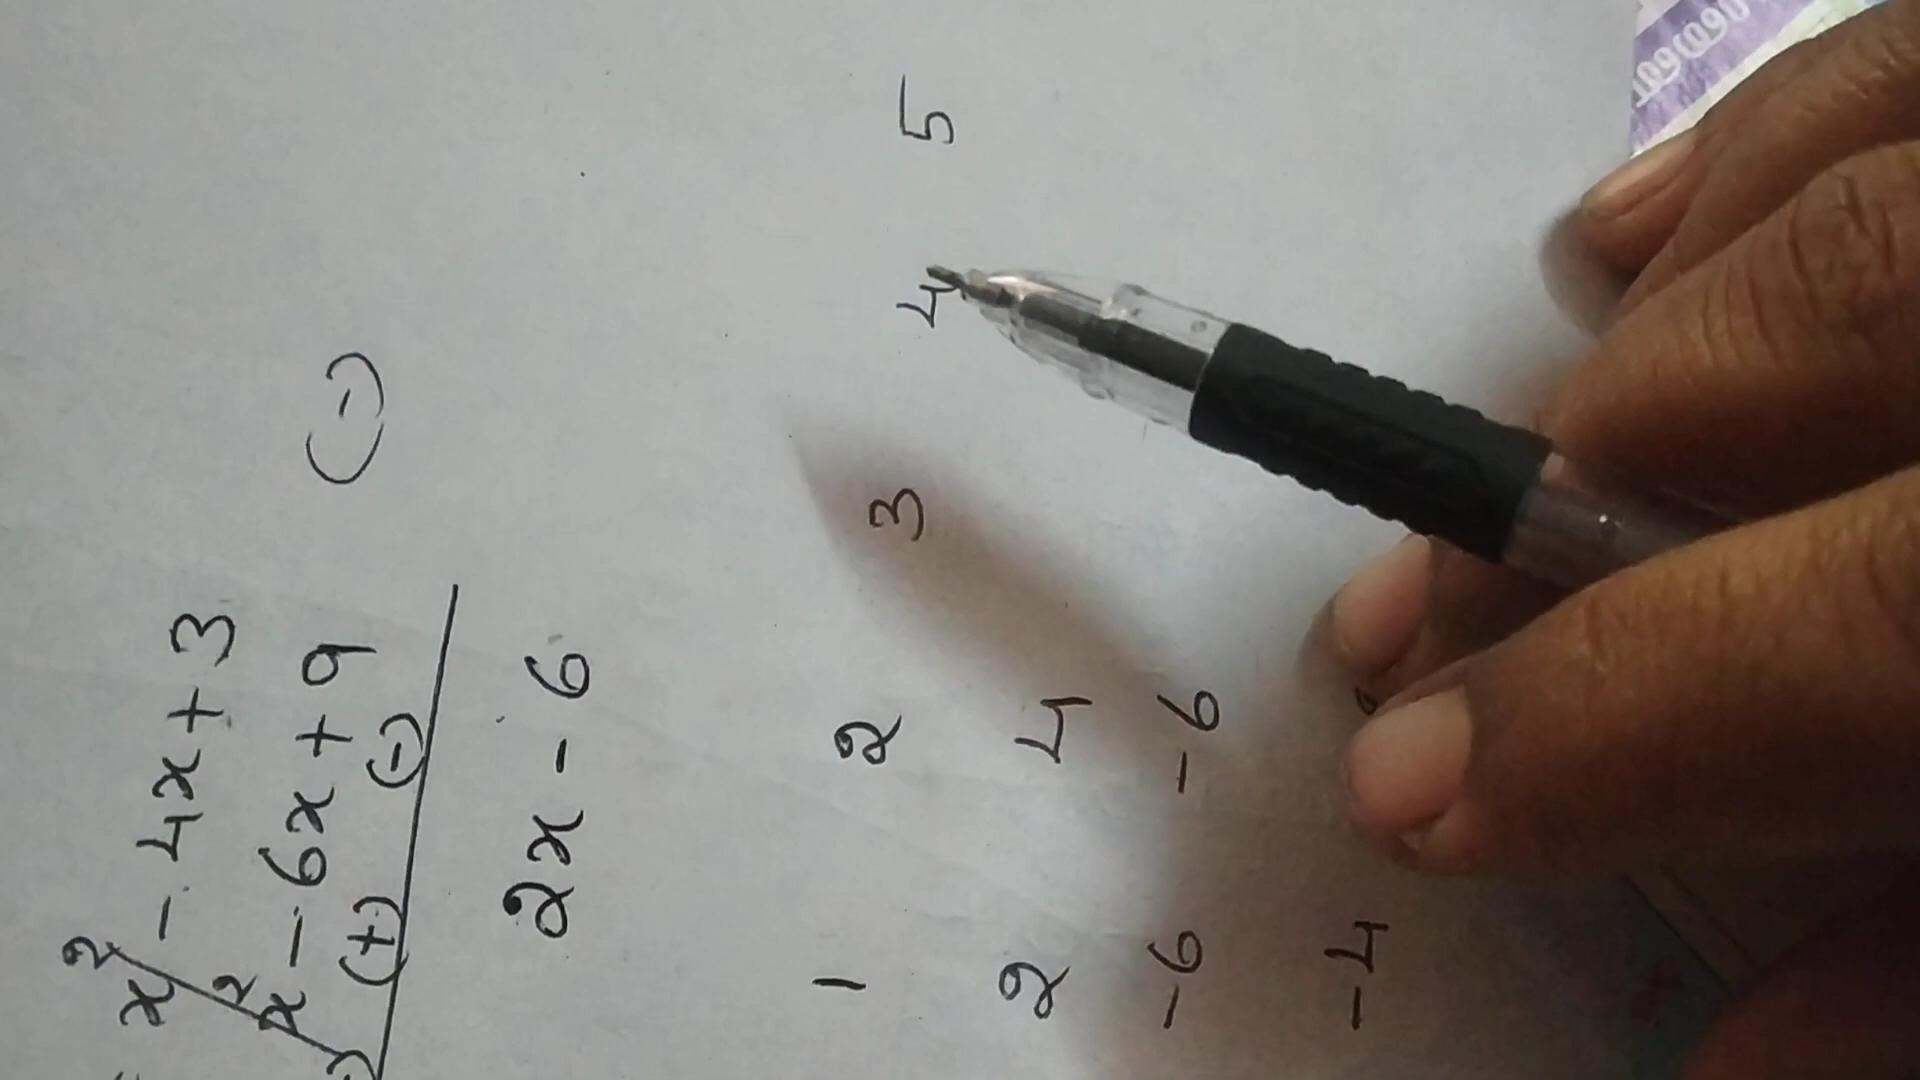 x² - 4x + 3
x² - 6x + 9 (-)
(+) (-)
2x - 6
1 2 3 4 5
2 4
-6 -6
-4